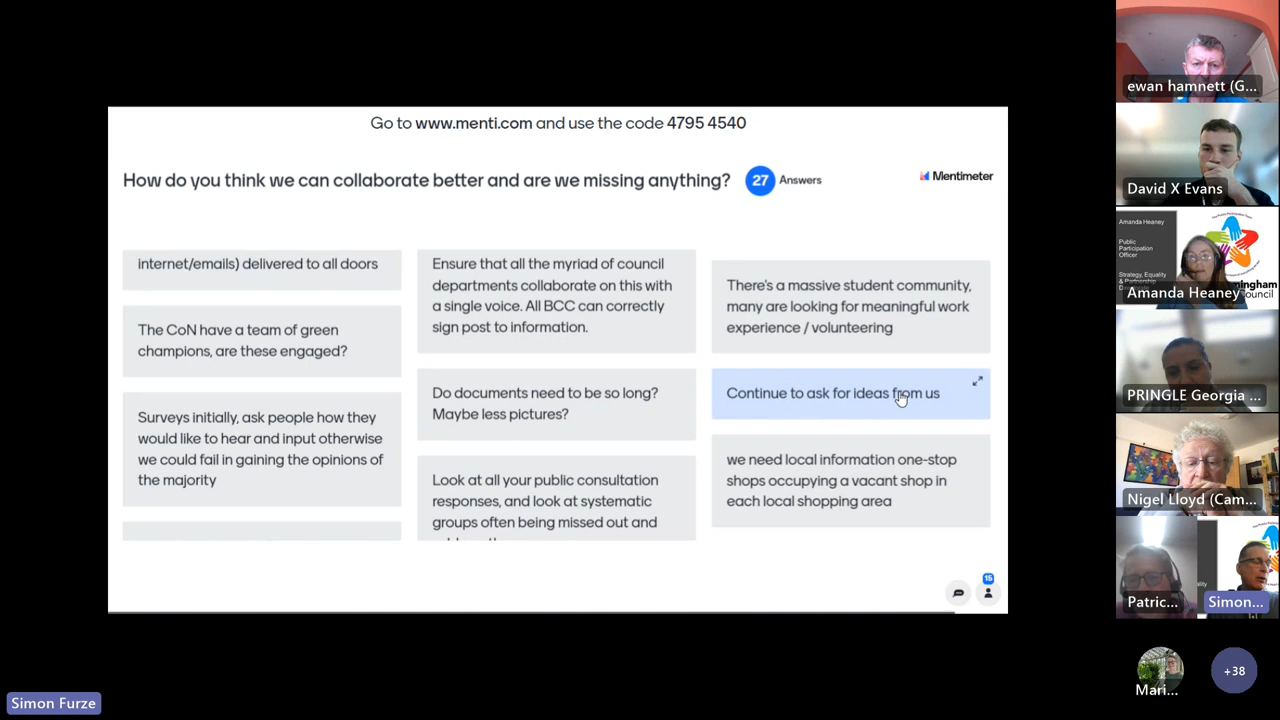 Go to www.menti.com and use the code 4795 4540
How do you think we can collaborate better and are we missing anything?
27 Answers
Mentimeter
internet/emails) delivered to all doors
The CoN have a team of green
champions, are these engaged?
Surveys initially, ask people how they
would like to hear and input otherwise
we could fail in gaining the opinions of
the majority
Ensure that all the myriad of council
departments collaborate on this with
a single voice. All BCC can correctly
sign post to information.
Do documents need to be so long?
Maybe less pictures?
Look at all your public consultation
responses, and look at systematic
groups often being missed out and
There's a massive student community,
many are looking for meaningful work
experience / volunteering
Continue to ask for ideas from us
we need local information one-stop
shops occupying a vacant shop in
each local shopping area
15
ewan hamnett (G...
David X Evans
Amanda Heaney
Public
Participation
Officer
Strategy, Equality
& Partnership
Amanda Heaney
PRINGLE Georgia ...
Nigel Lloyd (Cam...
Patric...
Simon...
Mari...
+38
Simon Furze